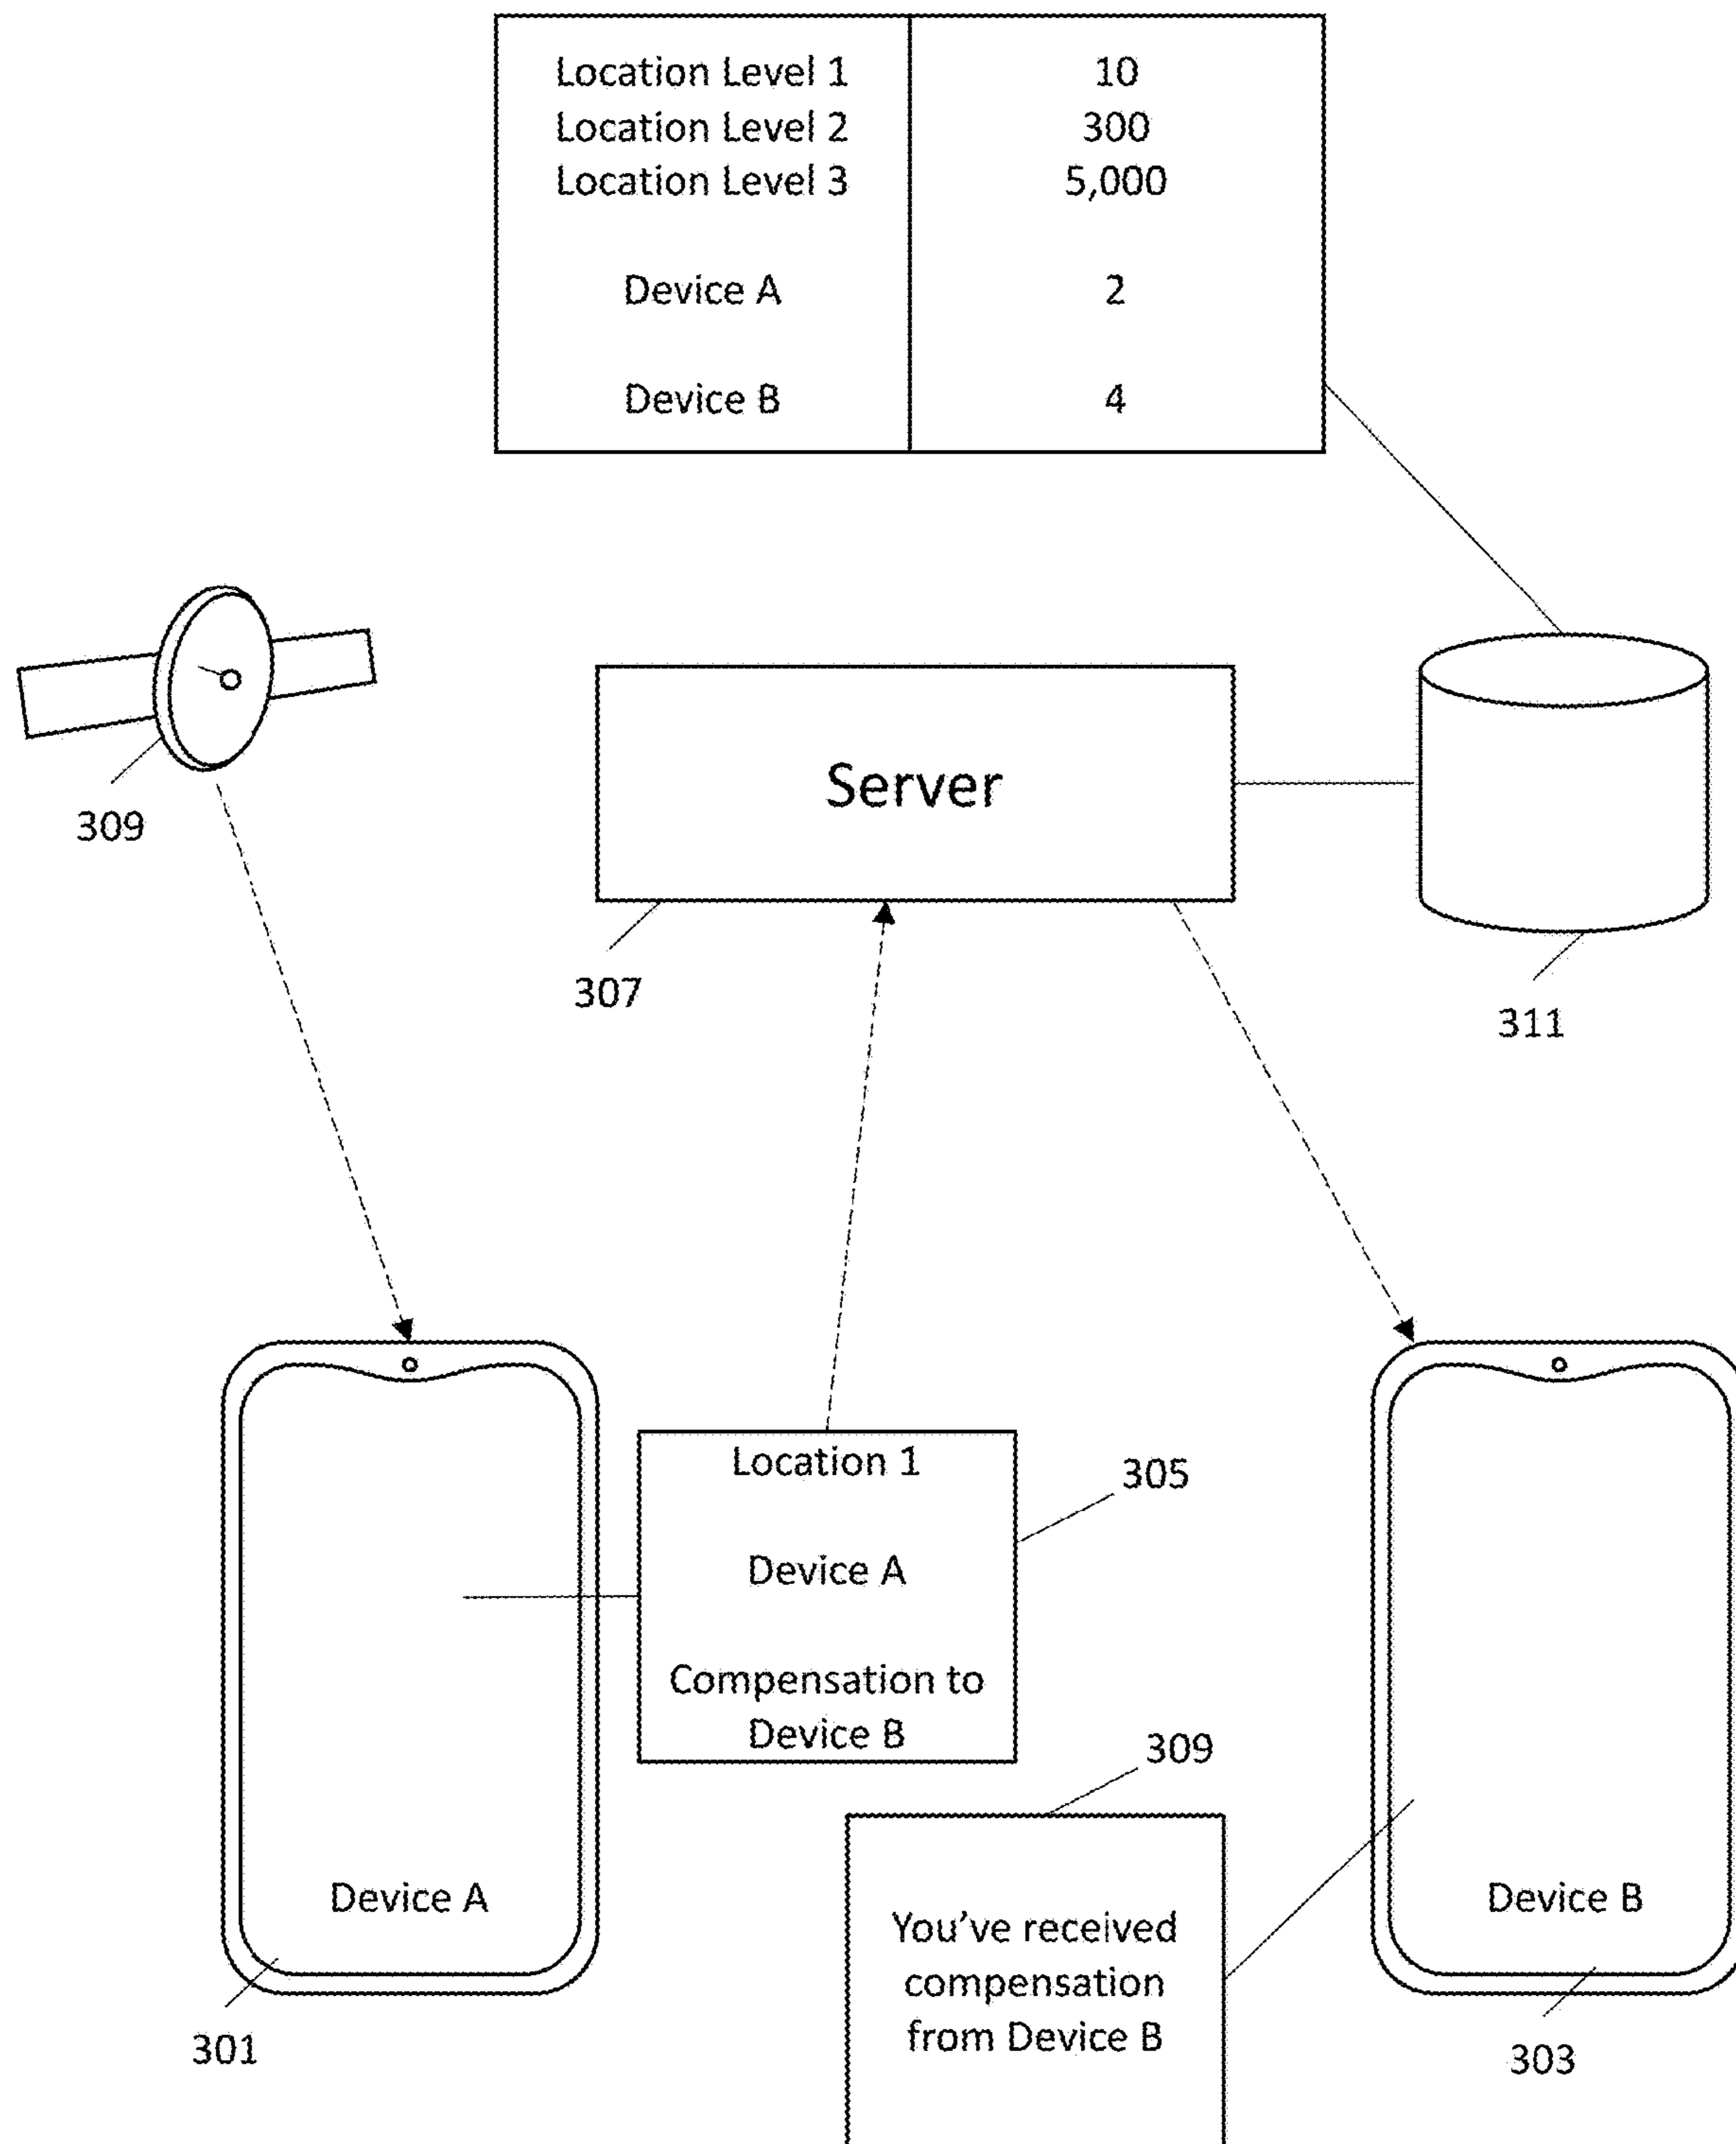 Location Level 1 10
Location Level 2 300
Location Level 3 5,000
Device A 2
Device B 4
309
Server
307
311
Location 1
305
Device A
Compensation to
Device B
309
Device A
You've received
compensation
from Device B
Device B
301
303